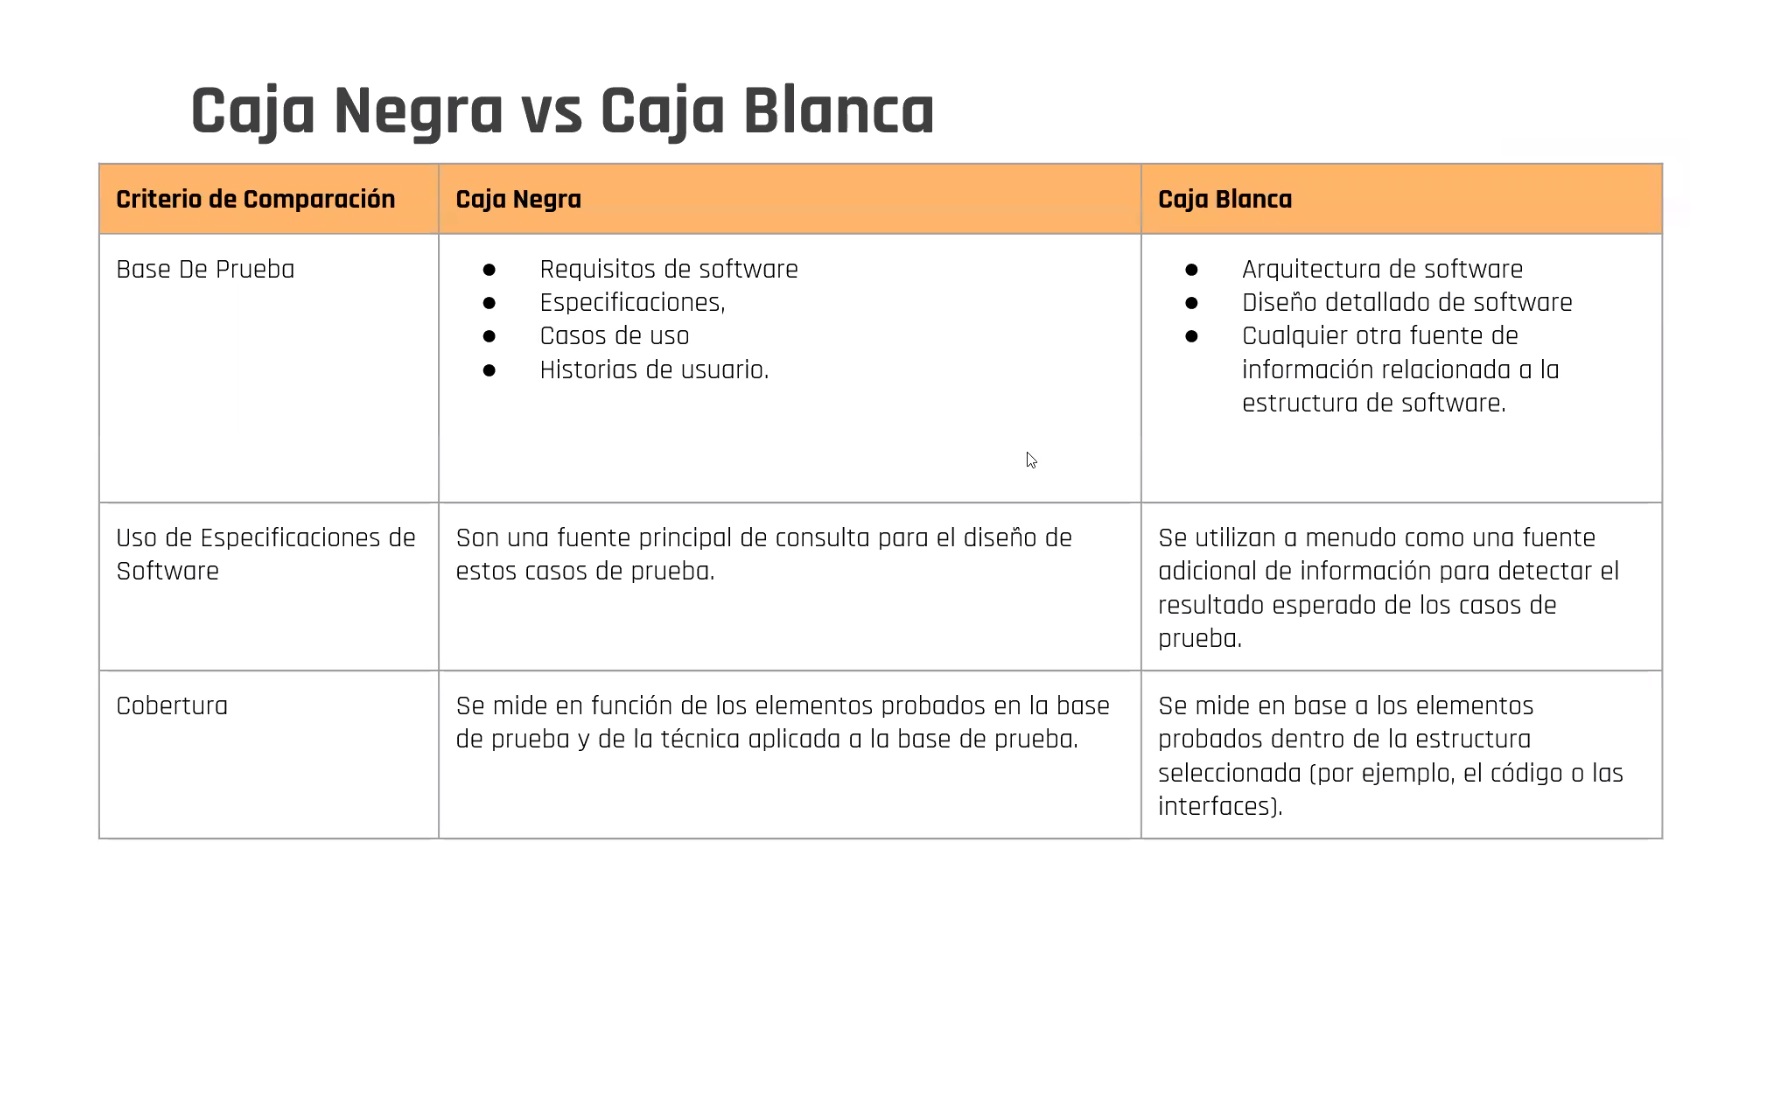 Caja Negra vs Caja Blanca
Criterio de Comparación
Caja Negra
Caja Blanca
Base De Prueba
● Requisitos de software
● Especificaciones,
● Casos de uso
● Historias de usuario.
● Arquitectura de software
● Diseño detallado de software
● Cualquier otra fuente de
información relacionada a la
estructura de software.
Uso de Especificaciones de
Software
Son una fuente principal de consulta para el diseño de
estos casos de prueba.
Se utilizan a menudo como una fuente
adicional de información para detectar el
resultado esperado de los casos de
prueba.
Cobertura
Se mide en función de los elementos probados en la base
de prueba y de la técnica aplicada a la base de prueba.
Se mide en base a los elementos
probados dentro de la estructura
seleccionada (por ejemplo, el código o las
interfaces).